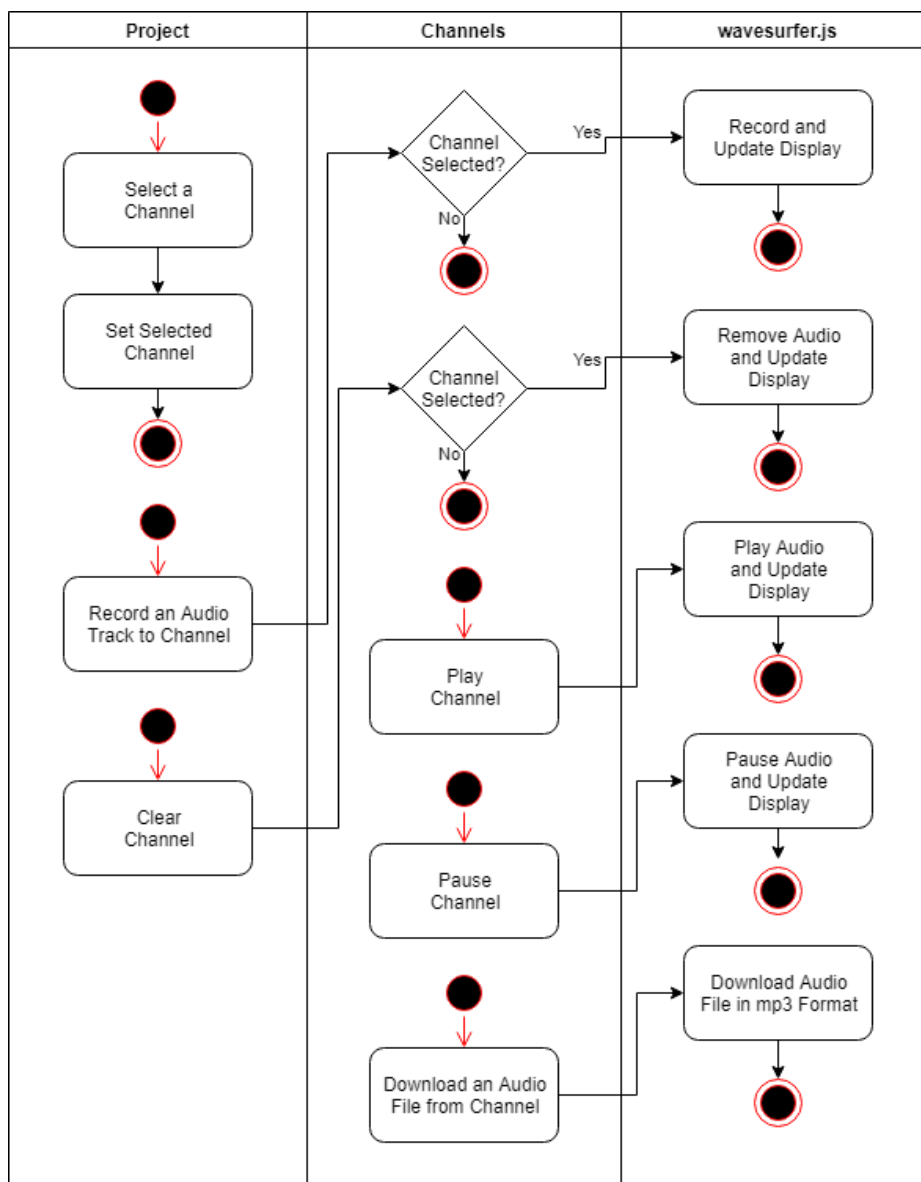 Project
Channels
wavesurfer.js
Select a
Channel
Set Selected
Channel
Record an Audio
Track to Channel
Clear
Channel
Channel
Selected?
Yes
No
Channel
Selected?
Yes
No
Play
Channel
Pause
Channel
Download an Audio
File from Channel
Record and
Update Display
Remove Audio
and Update
Display
Play Audio
and Update
Display
Pause Audio
and Update
Display
Download Audio
File in mp3 Format